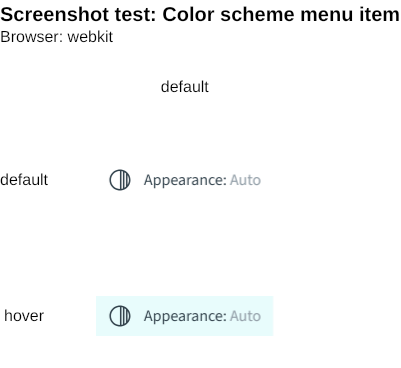 Screenshot test: Color scheme menu item
Browser: webkit
default
default Appearance: Auto
hover Appearance: Auto